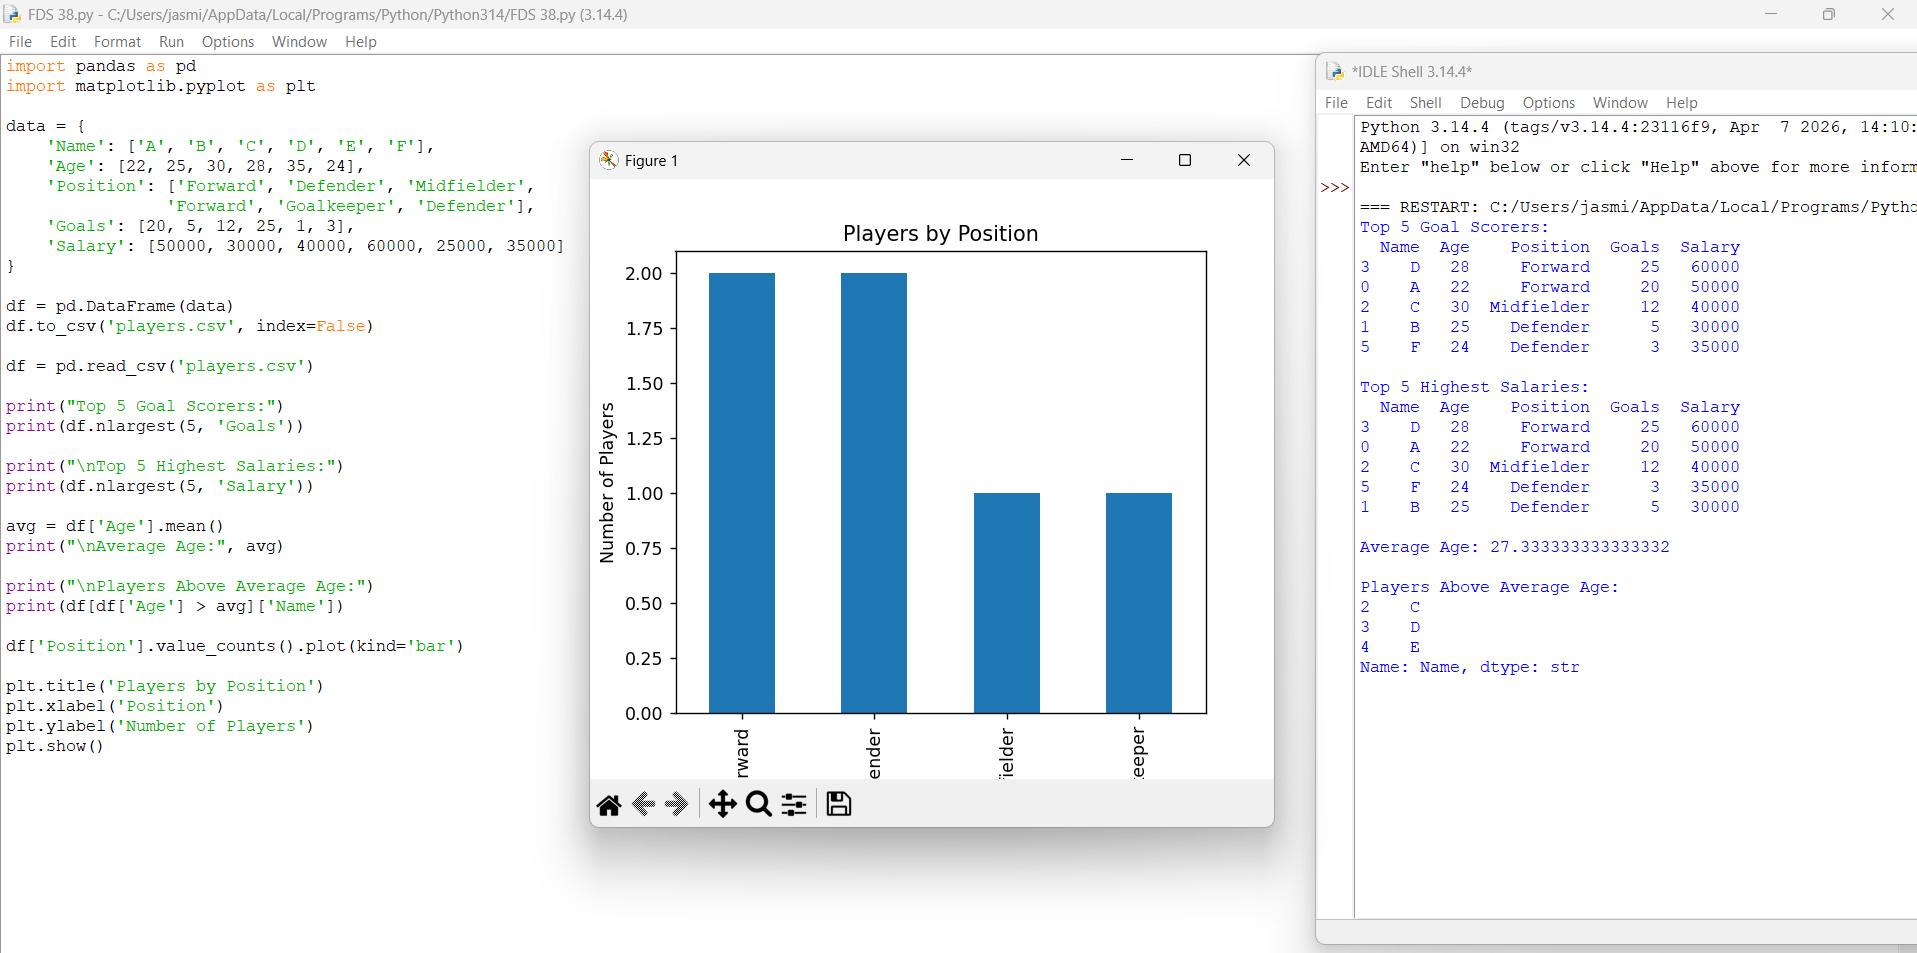 FDS 38.py - C:/Users/jasmi/AppData/Local/Programs/Python/Python314/FDS 38.py (3.14.4)
File Edit Format Run Options Window Help
import pandas as pd
import matplotlib.pyplot as plt
data = {
    'Name': ['A', 'B', 'C', 'D', 'E', 'F'],
    'Age': [22, 25, 30, 28, 35, 24],
    'Position': ['Forward', 'Defender', 'Midfielder',
                'Forward', 'Goalkeeper', 'Defender'],
    'Goals': [20, 5, 12, 25, 1, 3],
    'Salary': [50000, 30000, 40000, 60000, 25000, 35000]
}
df = pd.DataFrame(data)
df.to_csv('players.csv', index=False)
df = pd.read_csv('players.csv')
print("Top 5 Goal Scorers:")
print(df.nlargest(5, 'Goals'))
print("\nTop 5 Highest Salaries:")
print(df.nlargest(5, 'Salary'))
avg = df['Age'].mean()
print("\nAverage Age:", avg)
print("\nPlayers Above Average Age:")
print(df[df['Age'] > avg]['Name'])
df['Position'].value_counts().plot(kind='bar')
plt.title('Players by Position')
plt.xlabel('Position')
plt.ylabel('Number of Players')
plt.show()
Figure 1
Players by Position
Number of Players
2.00
1.75
1.50
1.25
1.00
0.75
0.50
0.25
0.00
rward
ender
ielder
eeper
*IDLE Shell 3.14.4*
File Edit Shell Debug Options Window Help
Python 3.14.4 (tags/v3.14.4:23116f9, Apr  7 2026, 14:10:
AMD64)] on win32
Enter "help" below or click "Help" above for more inform
>>>
=== RESTART: C:/Users/jasmi/AppData/Local/Programs/Pytho
Top 5 Goal Scorers:
  Name  Age    Position  Goals  Salary
3    D   28     Forward     25   60000
0    A   22     Forward     20   50000
2    C   30  Midfielder     12   40000
1    B   25    Defender      5   30000
5    F   24    Defender      3   35000
Top 5 Highest Salaries:
  Name  Age    Position  Goals  Salary
3    D   28     Forward     25   60000
0    A   22     Forward     20   50000
2    C   30  Midfielder     12   40000
5    F   24    Defender      3   35000
1    B   25    Defender      5   30000
Average Age: 27.333333333333332
Players Above Average Age:
2    C
3    D
4    E
Name: Name, dtype: str